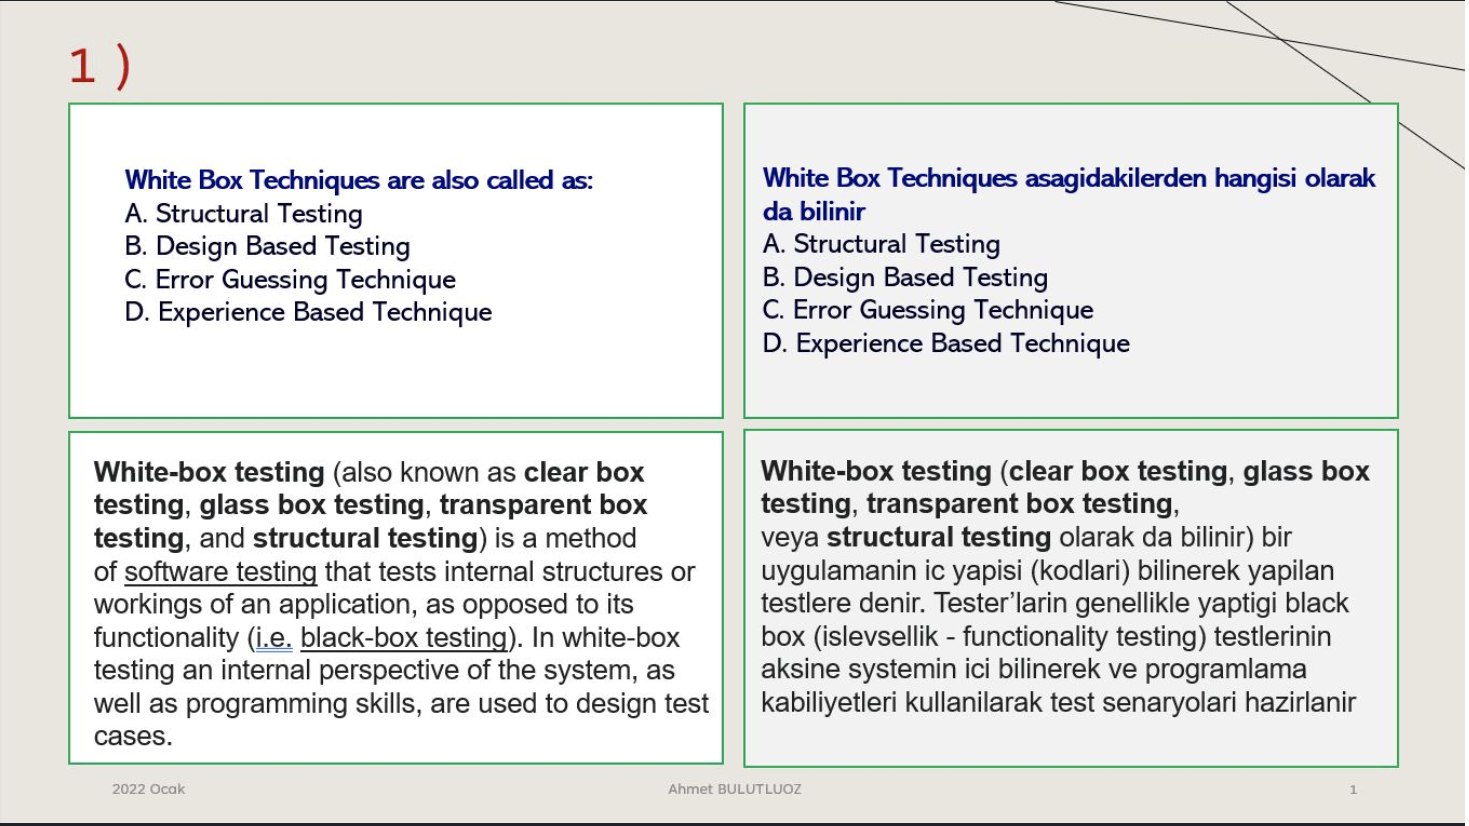 1 )
White Box Techniques are also called as:
A. Structural Testing
B. Design Based Testing
C. Error Guessing Technique
D. Experience Based Technique
White Box Techniques asagidakilerden hangisi olarak
da bilinir
A. Structural Testing
B. Design Based Testing
C. Error Guessing Technique
D. Experience Based Technique
White-box testing (also known as clear box
testing, glass box testing, transparent box
testing, and structural testing) is a method
of software testing that tests internal structures or
workings of an application, as opposed to its
functionality (i.e. black-box testing). In white-box
testing an internal perspective of the system, as
well as programming skills, are used to design test
cases.
White-box testing (clear box testing, glass box
testing, transparent box testing,
veya structural testing olarak da bilinir) bir
uygulamanin ic yapisi (kodlari) bilinerek yapilan
testlere denir. Tester’larin genellikle yaptigi black
box (islevsellik - functionality testing) testlerinin
aksine systemin ici bilinerek ve programlama
kabiliyetleri kullanilarak test senaryolari hazirlanir
2022 Ocak
Ahmet BULUTLUOZ
1